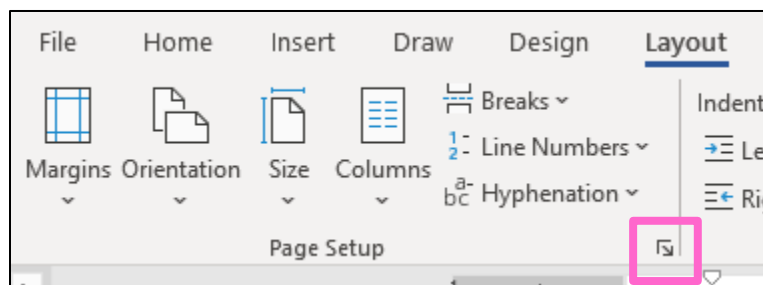 File Home Insert Draw Design Layout
Breaks Indent
Line Numbers
Margins Orientation Size Columns
Hyphenation
Page Setup